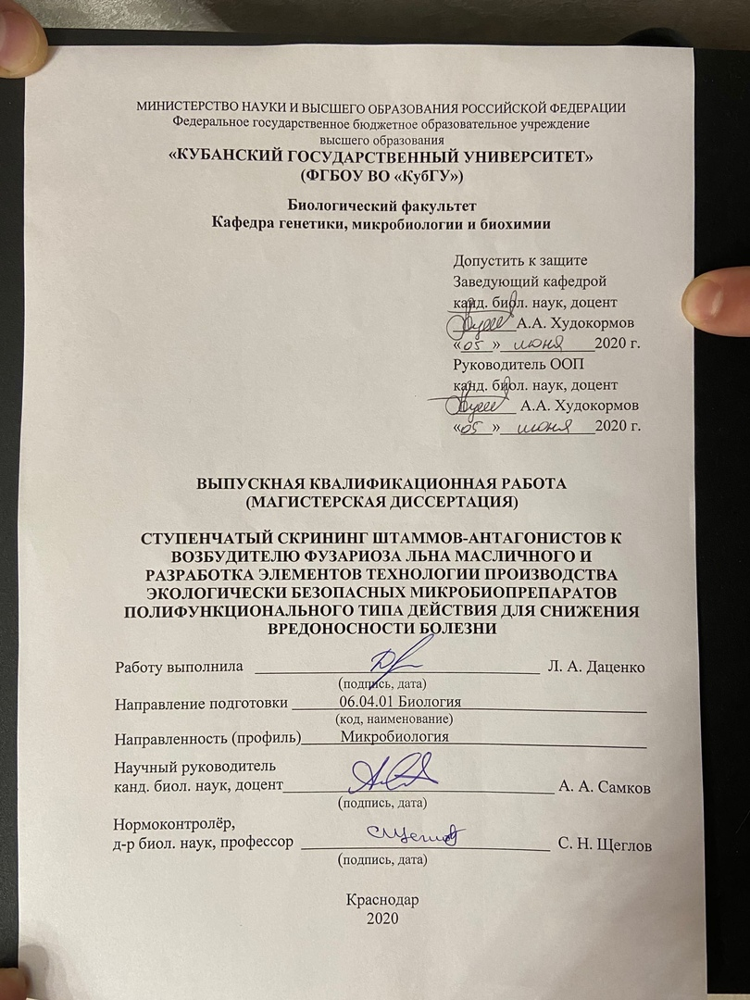 МИНИСТЕРСТВО НАУКИ И ВЫСШЕГО ОБРАЗОВАНИЯ РОССИЙСКОЙ ФЕДЕРАЦИИ
Федеральное государственное бюджетное образовательное учреждение
высшего образования
«КУБАНСКИЙ ГОСУДАРСТВЕННЫЙ УНИВЕРСИТЕТ»
(ФГБОУ ВО «КубГУ»)
Биологический факультет
Кафедра генетики, микробиологии и биохимии
Допустить к защите
Заведующий кафедрой
канд. биол. наук, доцент
А.А. Худокормов
«05» июня 2020 г.
Руководитель ООП
канд. биол. наук, доцент
А.А. Худокормов
«05» июня 2020 г.
ВЫПУСКНАЯ КВАЛИФИКАЦИОННАЯ РАБОТА
(МАГИСТЕРСКАЯ ДИССЕРТАЦИЯ)
СТУПЕНЧАТЫЙ СКРИНИНГ ШТАММОВ-АНТАГОНИСТОВ К
ВОЗБУДИТЕЛЮ ФУЗАРИОЗА ЛЬНА МАСЛИЧНОГО И
РАЗРАБОТКА ЭЛЕМЕНТОВ ТЕХНОЛОГИИ ПРОИЗВОДСТВА
ЭКОЛОГИЧЕСКИ БЕЗОПАСНЫХ МИКРОБИОПРЕПАРАТОВ
ПОЛИФУНКЦИОНАЛЬНОГО ТИПА ДЕЙСТВИЯ ДЛЯ СНИЖЕНИЯ
ВРЕДОНОСНОСТИ БОЛЕЗНИ
Работу выполнила Л. А. Даценко
(подпись, дата)
Направление подготовки 06.04.01 Биология
(код, наименование)
Направленность (профиль) Микробиология
Научный руководитель
канд. биол. наук, доцент А. А. Самков
(подпись, дата)
Нормоконтролёр,
д-р биол. наук, профессор С. Н. Щеглов
(подпись, дата)
Краснодар
2020